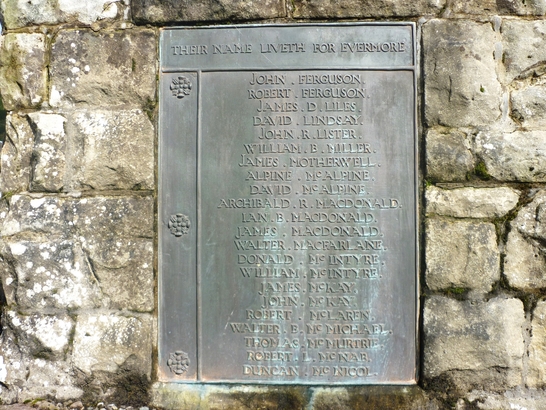 THEIR NAME LIVETH FOR EVERMORE
JOHN . FERGUSON.
ROBERT . FERGUSON.
JAMES . D . LILES.
DAVID . LINDSAY.
JOHN . R . LISTER.
WILLIAM . E . MILLER.
JAMES . MOTHERWELL.
ALPINE . McALPINE.
DAVID . McALPINE.
ARCHIBALD . R . MACDONALD.
IAN . B . MACDONALD.
JAMES . MACDONALD.
WALTER . MACFARLANE.
DONALD . McINTYRE.
WILLIAM . McINTYRE.
JAMES . McKAY.
JOHN . McKAY.
ROBERT . McLAREN.
WALTER . E . McMICHAEL.
THOMAS . McMURTRIE.
ROBERT . L . McNAB.
DUNCAN . McNICOL.